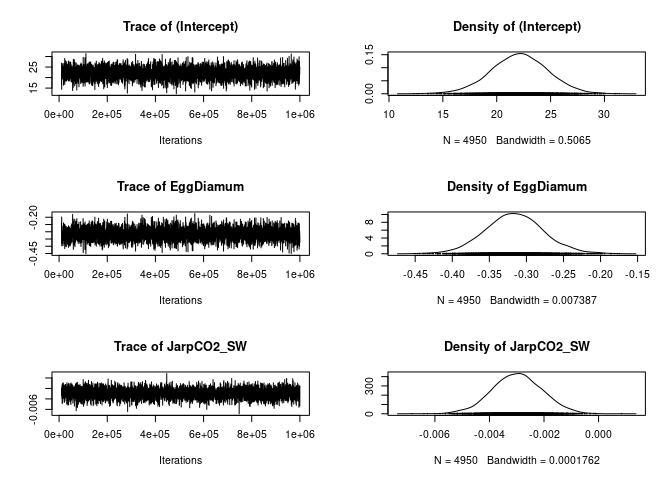 Trace of (Intercept)
25
15
0e+00 2e+05 4e+05 6e+05 8e+05 1e+06
Iterations
Density of (Intercept)
0.15
0.00
10 15 20 25 30
N = 4950 Bandwidth = 0.5065
Trace of EggDiamum
-0.20
-0.45
0e+00 2e+05 4e+05 6e+05 8e+05 1e+06
Iterations
Density of EggDiamum
8
4
0
-0.45 -0.40 -0.35 -0.30 -0.25 -0.20 -0.15
N = 4950 Bandwidth = 0.007387
Trace of JarpCO2_SW
-0.006
0e+00 2e+05 4e+05 6e+05 8e+05 1e+06
Iterations
Density of JarpCO2_SW
300
0
-0.006 -0.004 -0.002 0.000
N = 4950 Bandwidth = 0.0001762